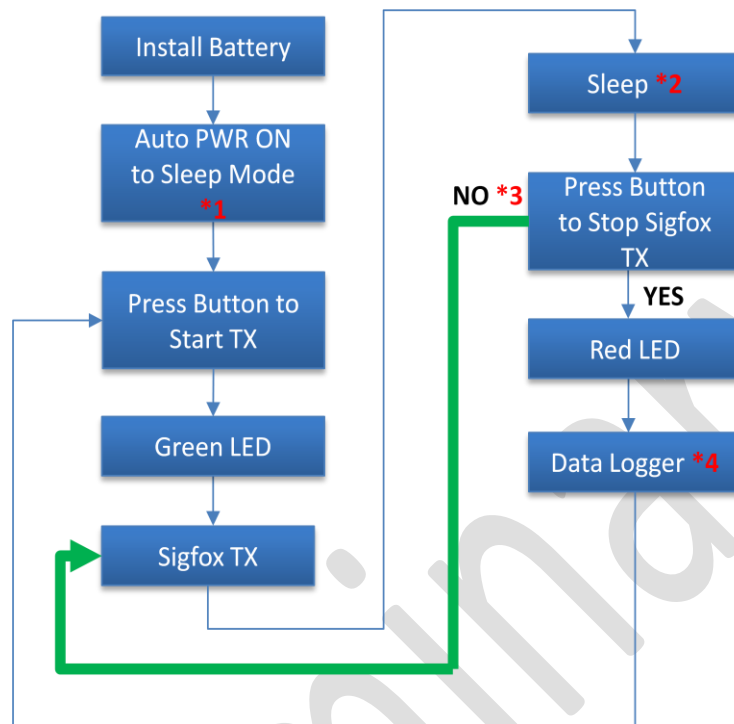 Install Battery
Auto PWR ON
to Sleep Mode
*1
Press Button to
Start TX
Green LED
Sigfox TX
Sleep *2
NO *3
Press Button
to Stop Sigfox
TX
YES
Red LED
Data Logger *4